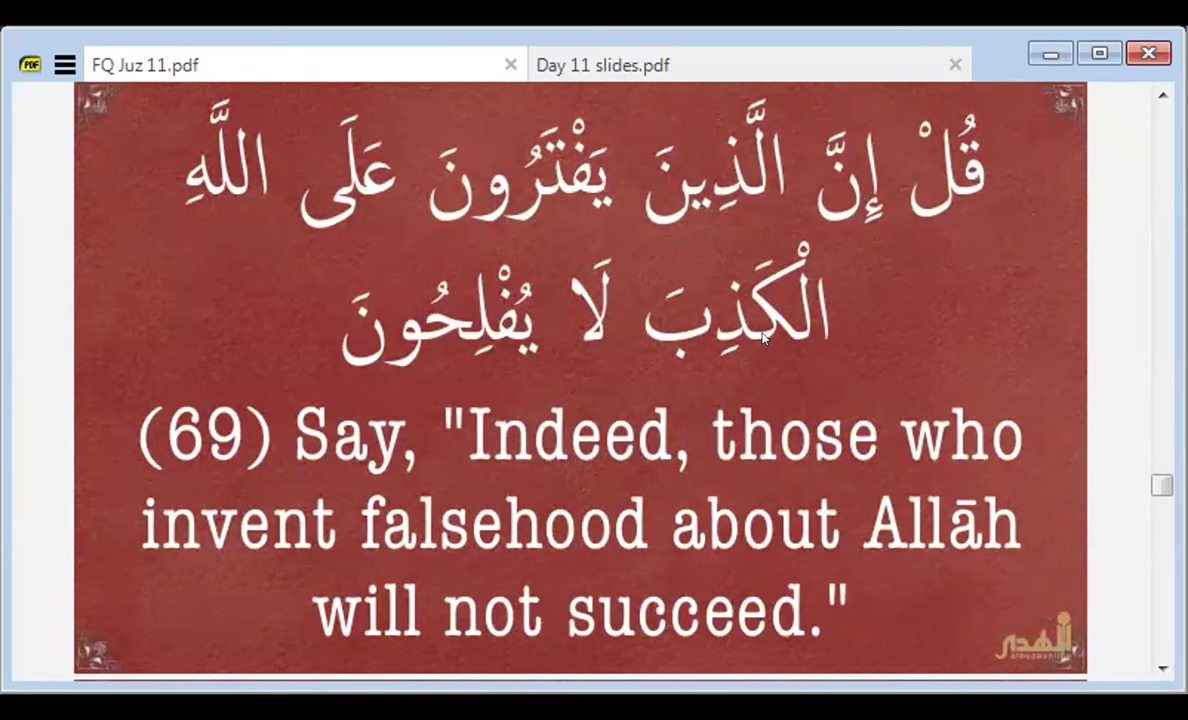 FQ Juz 11.pdf
Day 11 slides.pdf
قُلْ إِنَّ الَّذِينَ يَفْتَرُونَ عَلَى اللَّهِ
الْكَذِبَ لَا يُفْلِحُونَ
(69) Say, "Indeed, those who
invent falsehood about Allāh
will not succeed."
الهدى